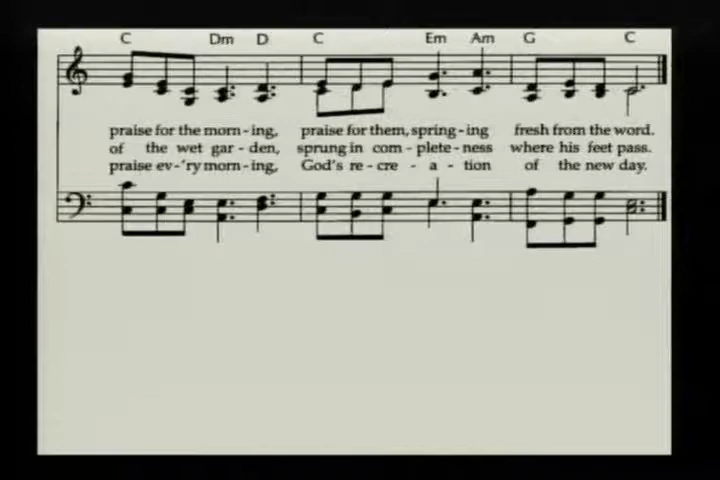 C Dm D C Em Am G C
praise for the morn - ing, praise for them, spring - ing fresh from the word.
of the wet gar - den, sprung in com - plete - ness where his feet pass.
praise ev - 'ry morn - ing, God's re - cre - a - tion of the new day.